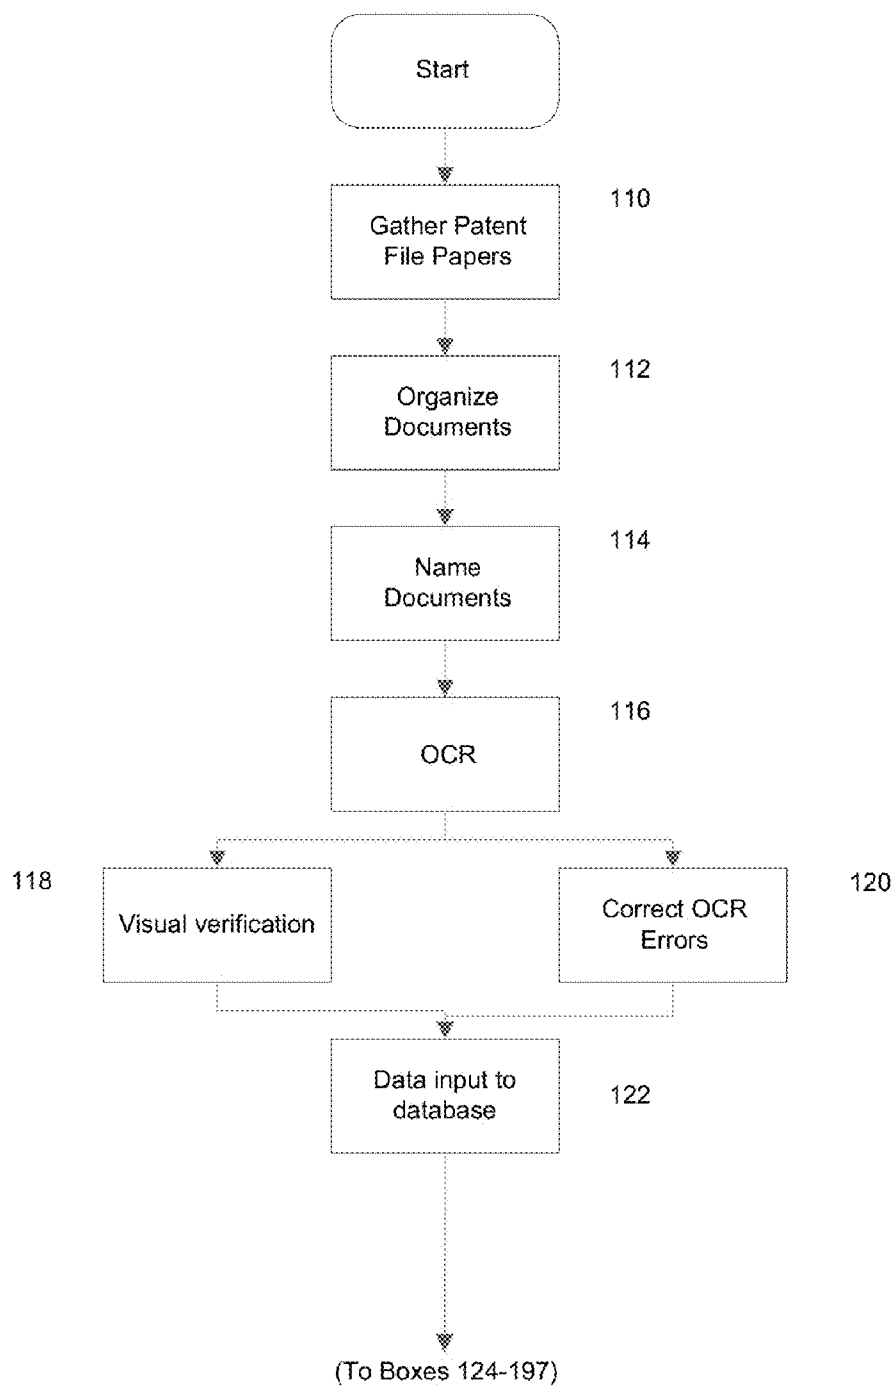 Start
110
Gather Patent
File Papers
112
Organize
Documents
114
Name
Documents
116
OCR
118
Visual verification
Correct OCR
Errors
120
Data input to
database
122
(To Boxes 124-197)